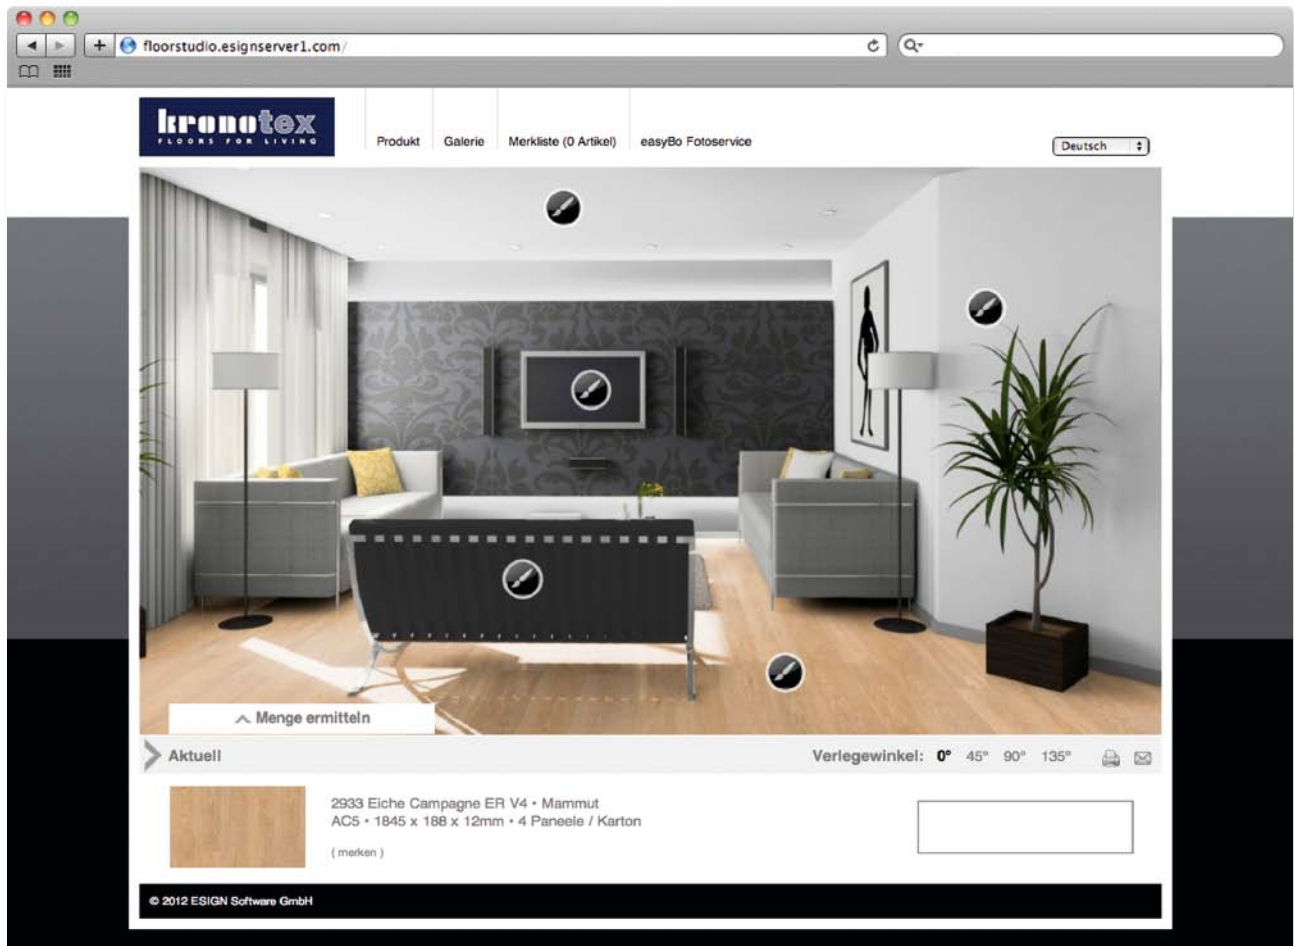 floorstudio.esignserver1.com/
kronotex
FLOORS FOR LIVING
Produkt Galerie Merkliste (0 Artikel) easyBo Fotoservice
Deutsch
Menge ermitteln
Aktuell
Verlegewinkel: 0° 45° 90° 135°
2933 Eiche Campagne ER V4 • Mammut
AC5 • 1845 x 188 x 12mm • 4 Paneele / Karton
( merken )
© 2012 ESIGN Software GmbH